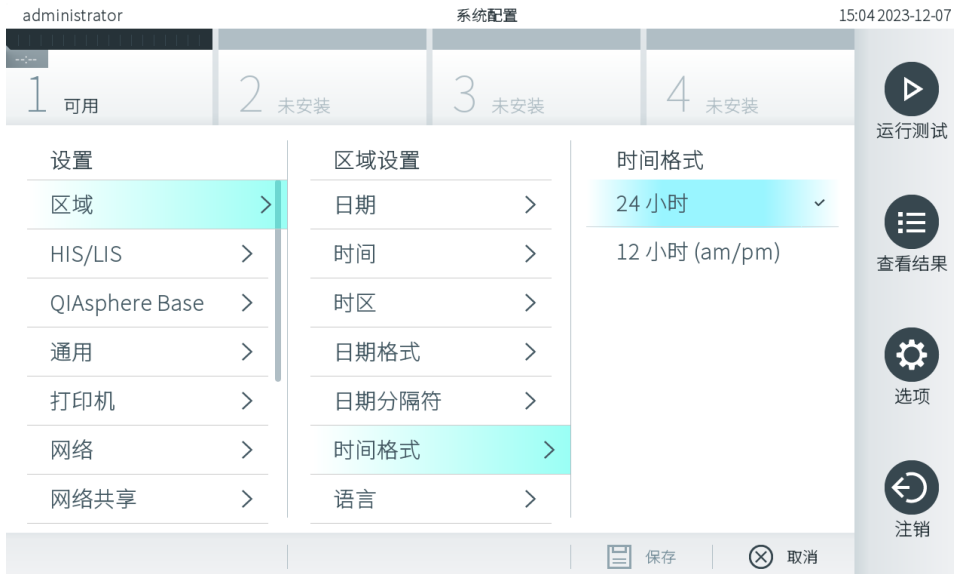 administrator
系统配置
15:04 2023-12-07
--:--
1 可用
2 未安装
3 未安装
4 未安装
运行测试
设置
区域设置
时间格式
区域
日期
24 小时
HIS/LIS
时间
12 小时 (am/pm)
查看结果
QIAsphere Base
时区
通用
日期格式
选项
打印机
日期分隔符
网络
时间格式
网络共享
语言
注销
保存
取消